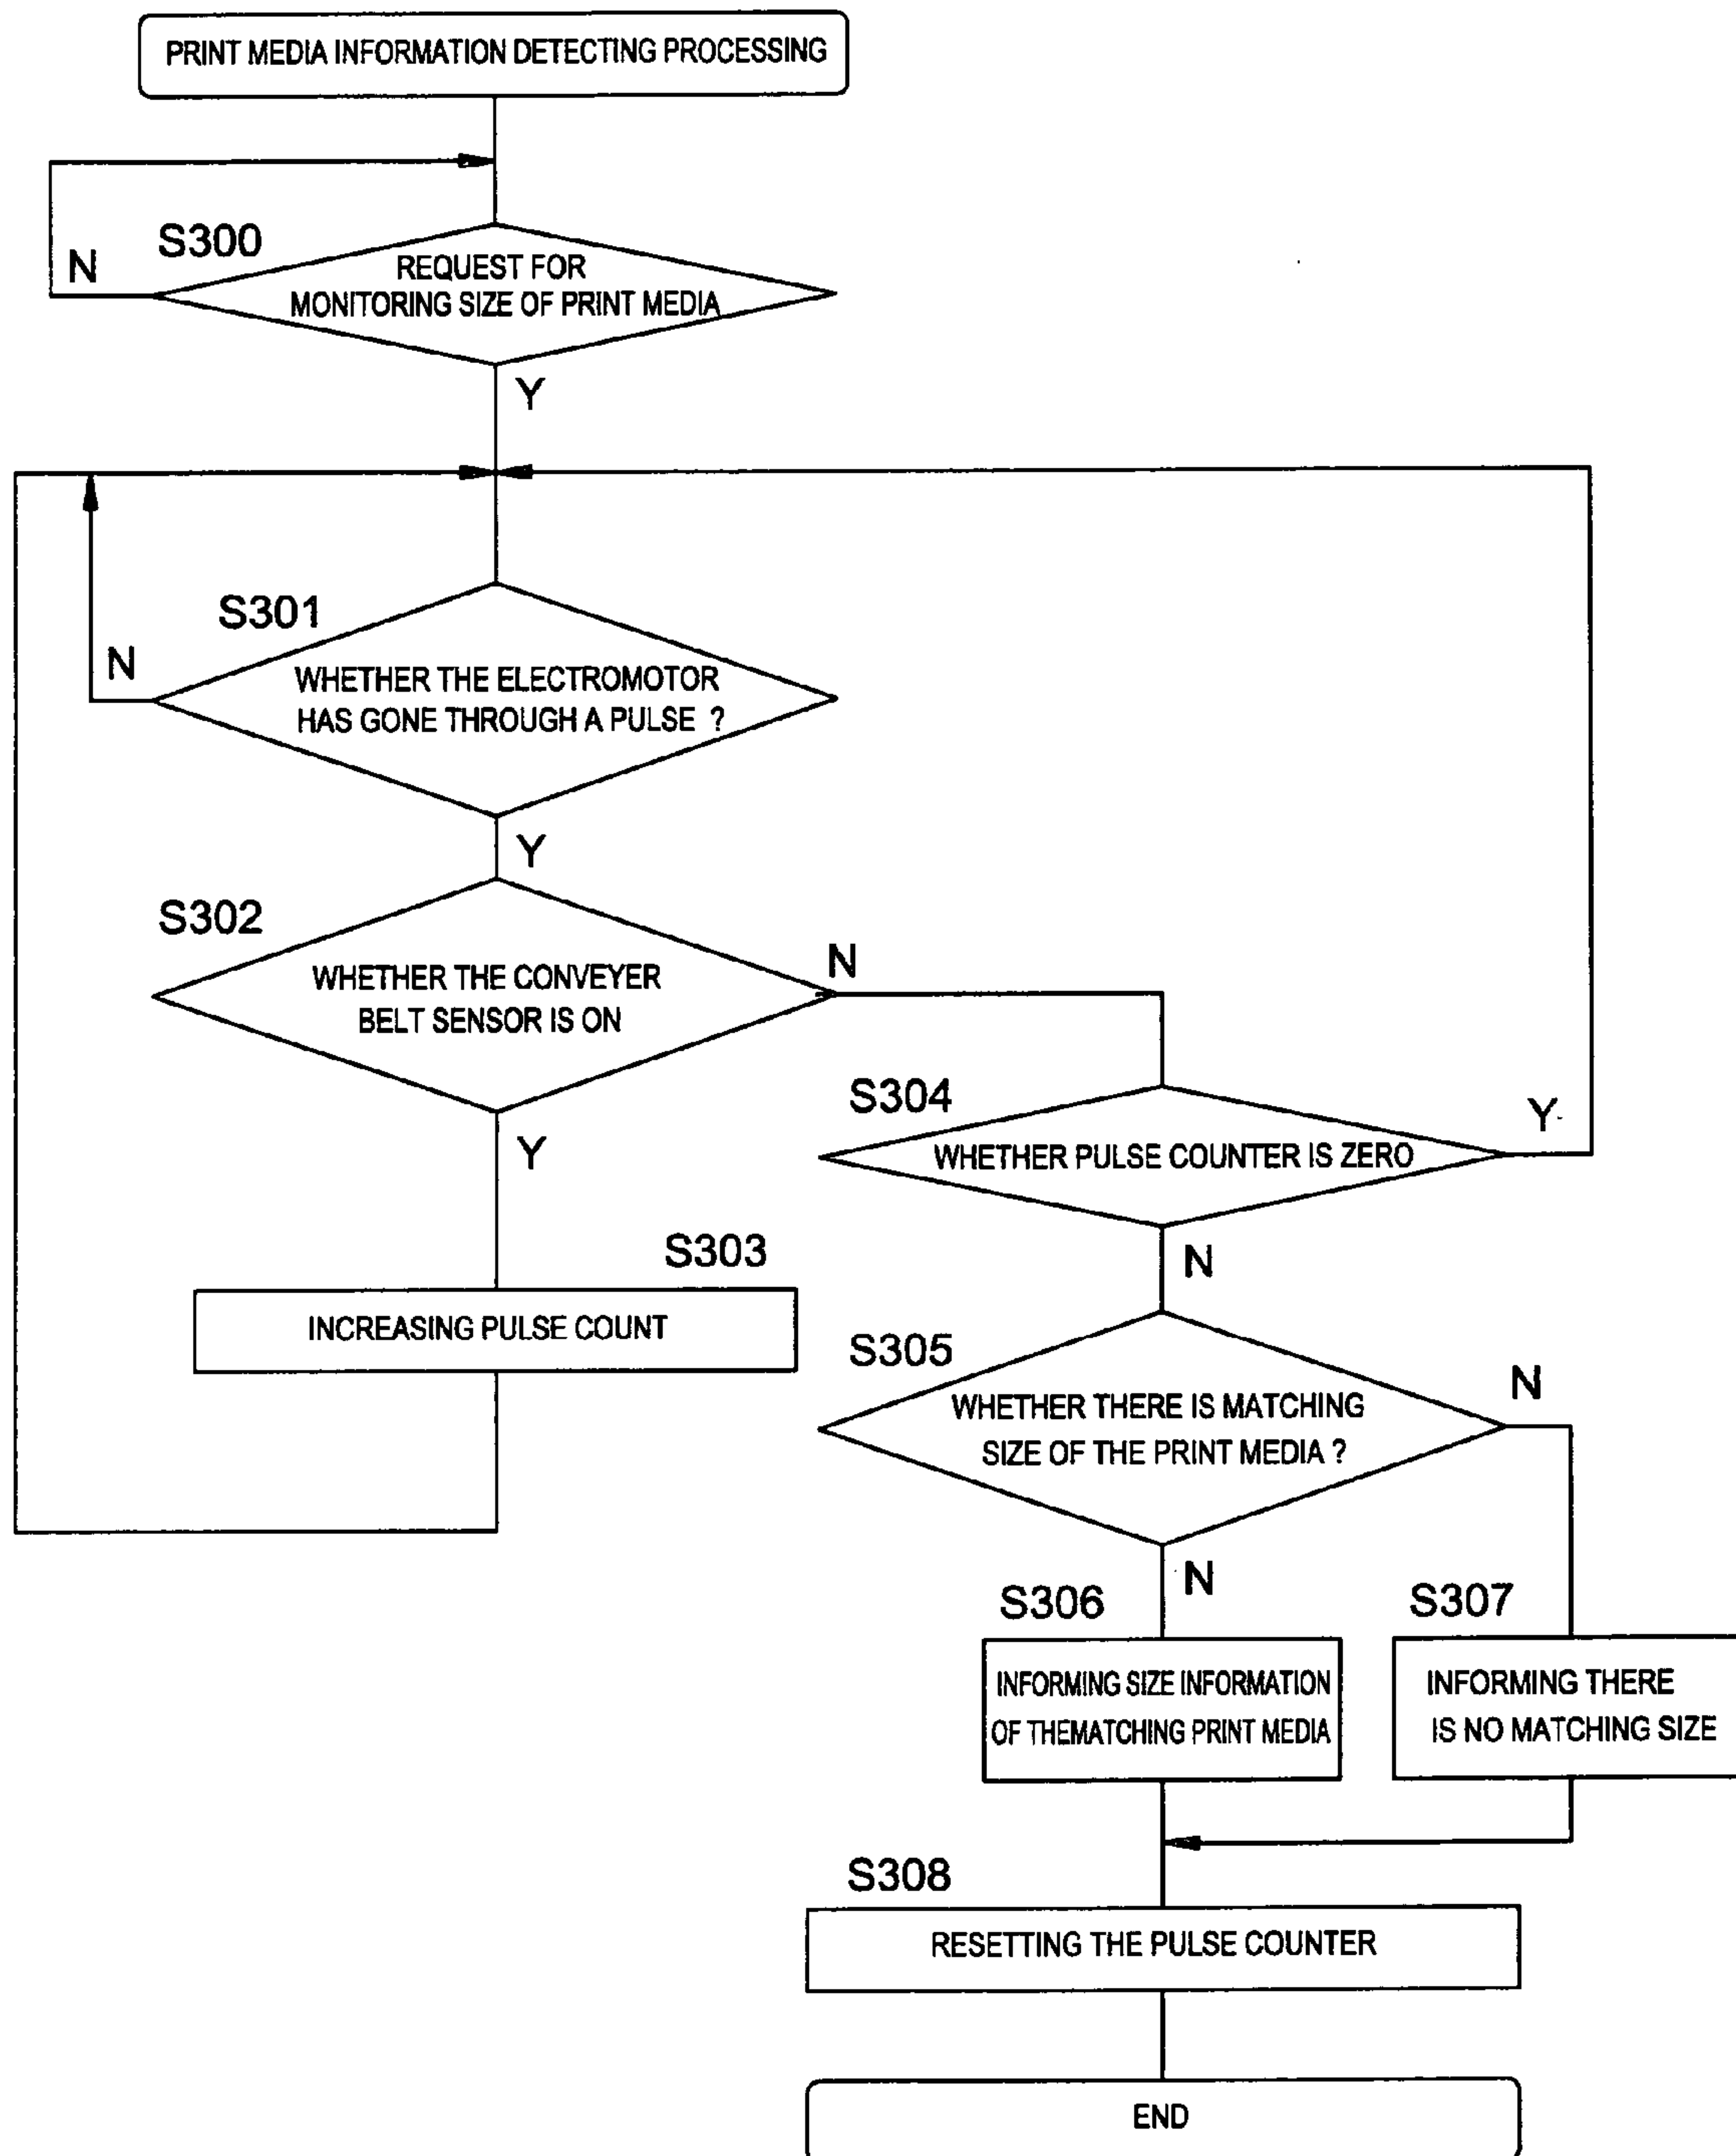 PRINT MEDIA INFORMATION DETECTING PROCESSING
S300
N
REQUEST FOR
MONITORING SIZE OF PRINT MEDIA
Y
S301
N
WHETHER THE ELECTROMOTOR
HAS GONE THROUGH A PULSE ?
Y
S302
WHETHER THE CONVEYER
BELT SENSOR IS ON
N
Y
S304
WHETHER PULSE COUNTER IS ZERO
Y
N
S303
INCREASING PULSE COUNT
S305
WHETHER THERE IS MATCHING
SIZE OF THE PRINT MEDIA ?
N
N
S306
INFORMING SIZE INFORMATION
OF THEMATCHING PRINT MEDIA
S307
INFORMING THERE
IS NO MATCHING SIZE
S308
RESETTING THE PULSE COUNTER
END